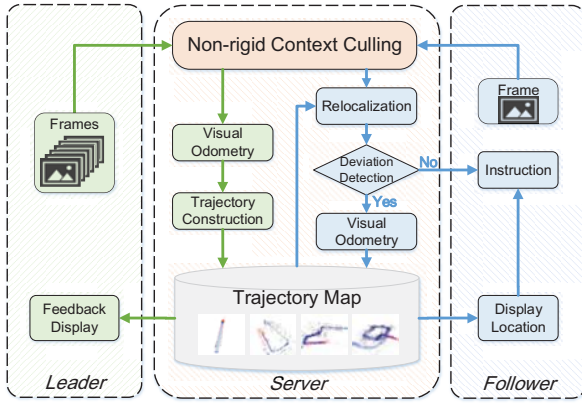 Non-rigid Context Culling
Frames
Visual
Odometry
Trajectory
Construction
Relocalization
Deviation
Detection
No
Yes
Visual
Odometry
Frame
Instruction
Trajectory Map
Feedback
Display
Display
Location
Leader
Server
Follower